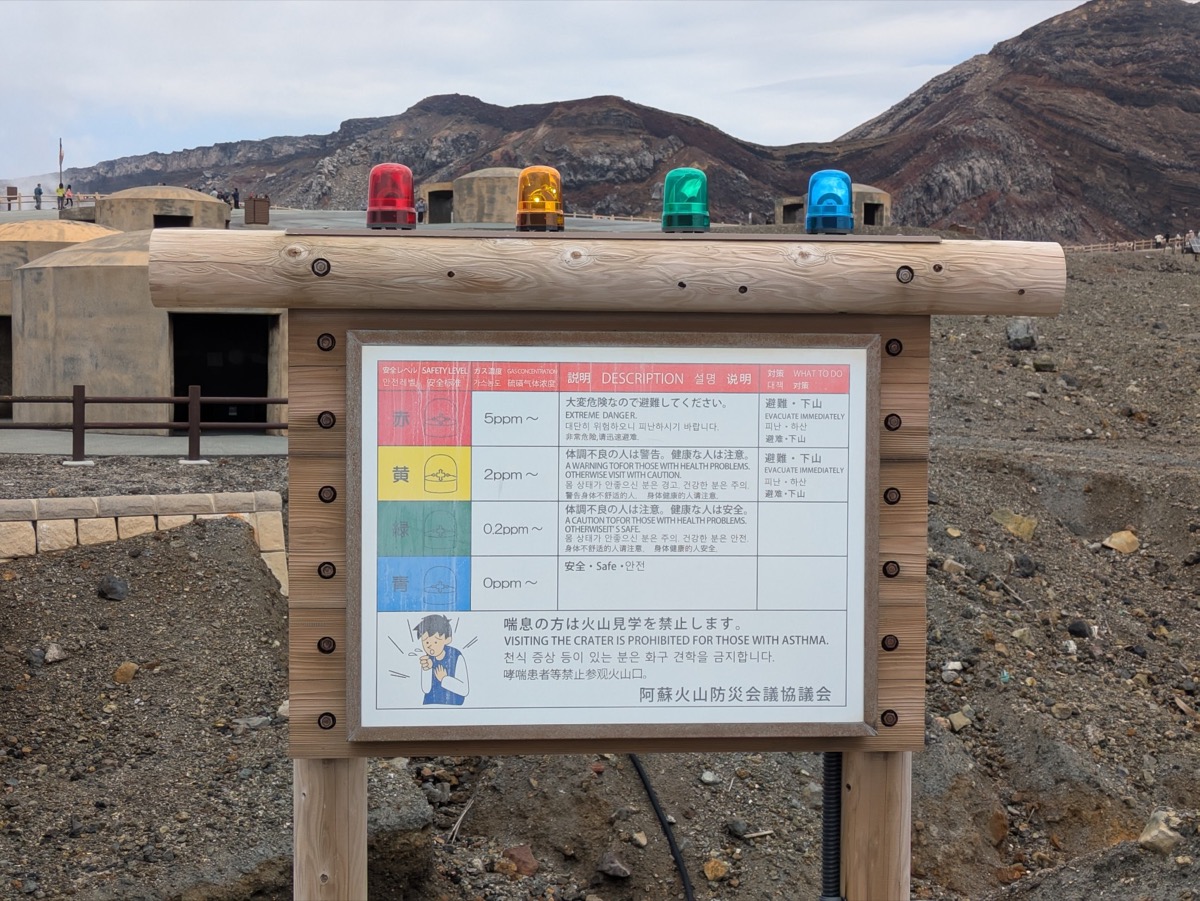 安全レベル SAFETY LEVEL
안전레벨 安全标准
ガス濃度 GAS CONCENTRATION
가스농도 硫磺气体浓度
説明 DESCRIPTION 설명 说明
対策 WHAT TO DO
대책 对策
赤
5ppm～
大変危険なので避難してください。
EXTREME DANGER.
대단히 위험하오니 피난하시기 바랍니다.
非常危险,请迅速避难.
避難・下山
EVACUATE IMMEDIATELY
피난・하산
避难・下山
黄
2ppm～
体調不良の人は警告。健康な人は注意。
A WARNING TOFOR THOSE WITH HEALTH PROBLEMS.
OTHERWISE VISIT WITH CAUTION.
몸 상태가 안좋으신 분은 경고. 건강한 분은 주의.
警告身体不舒适的人. 身体健康的人请注意.
避難・下山
EVACUATE IMMEDIATELY
피난・하산
避难・下山
緑
0.2ppm～
体調不良の人は注意。健康な人は安全。
A CAUTION TOFOR THOSE WITH HEALTH PROBLEMS.
OTHERWISEIT'S SAFE.
몸 상태가 안좋으신 분은 주의. 건강한 분은 안전.
身体不舒适的人请注意. 身体健康的人安全.
青
0ppm～
安全・Safe・안전
喘息の方は火山見学を禁止します。
VISITING THE CRATER IS PROHIBITED FOR THOSE WITH ASTHMA.
천식 증상 등이 있는 분은 화구 견학을 금지합니다.
哮喘患者等禁止参观火山口。
阿蘇火山防災会議協議会